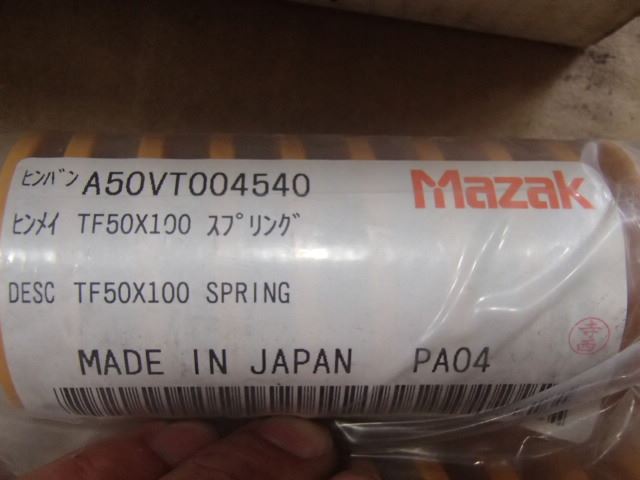 ﾋﾝﾊﾞﾝ A50VT004540
Mazak
ﾋﾝﾒｲ TF50X100 ｽﾌﾟﾘﾝｸﾞ
DESC TF50X100 SPRING
MADE IN JAPAN PA04